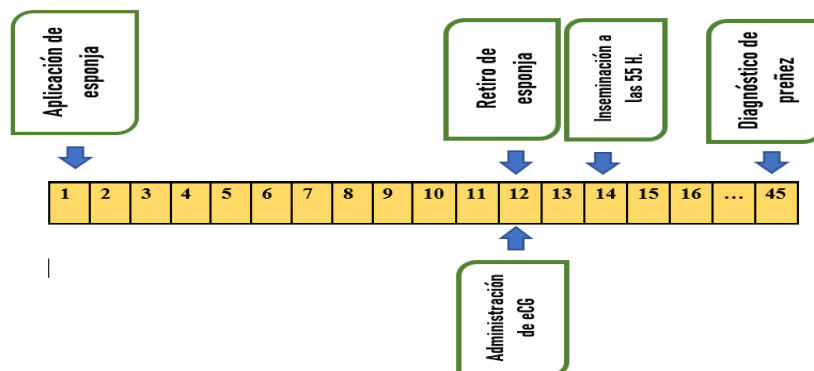 Aplicación de
esponja
Retiro de
esponja
Inseminación a
las 55 H.
Diagnóstico de
preñez
1 2 3 4 5 6 7 8 9 10 11 12 13 14 15 16 ... 45
Administración
de eCG